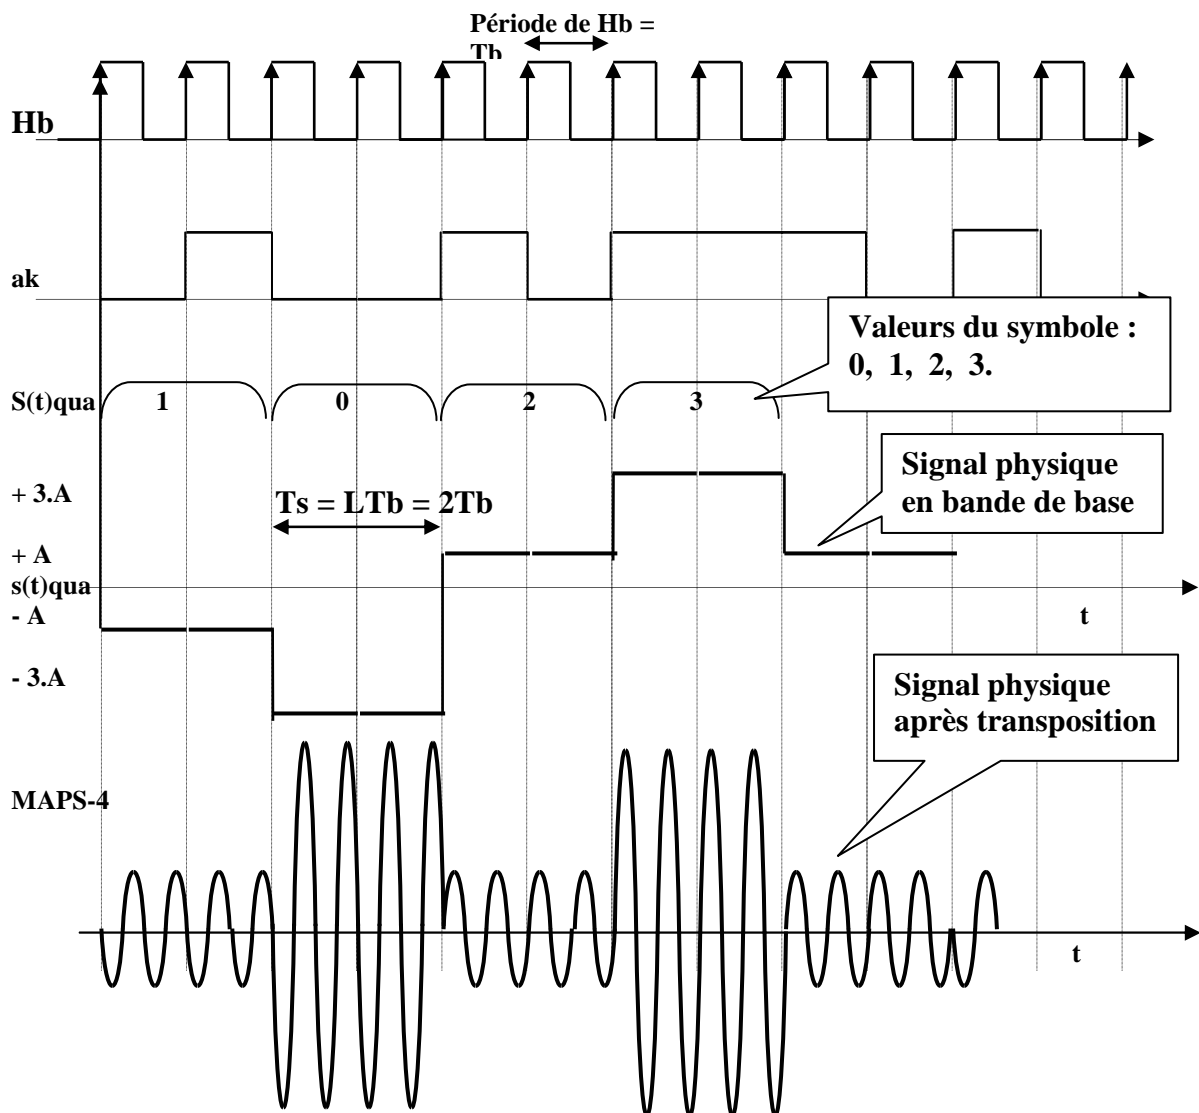 Période de Hb =
Tb
Hb
ak
Valeurs du symbole :
0, 1, 2, 3.
S(t)qua
1
0
2
3
Signal physique
en bande de base
+ 3.A
Ts = LTb = 2Tb
+ A
s(t)qua
- A
t
- 3.A
Signal physique
après transposition
MAPS-4
t